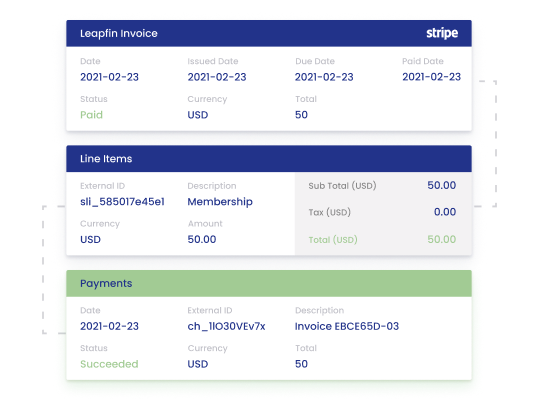 Leapfin Invoice stripe
Date Issued Date Due Date Paid Date
2021-02-23 2021-02-23 2021-02-23 2021-02-23
Status Currency Total
Paid USD 50
Line Items
External ID Description Sub Total (USD) 50.00
sli_585017e45e1 Membership
Tax (USD) 0.00
Currency Amount
USD 50.00 Total (USD) 50.00
Payments
Date External ID Description
2021-02-23 ch_1IO30VEv7x Invoice EBCE65D-03
Status Currency Total
Succeeded USD 50